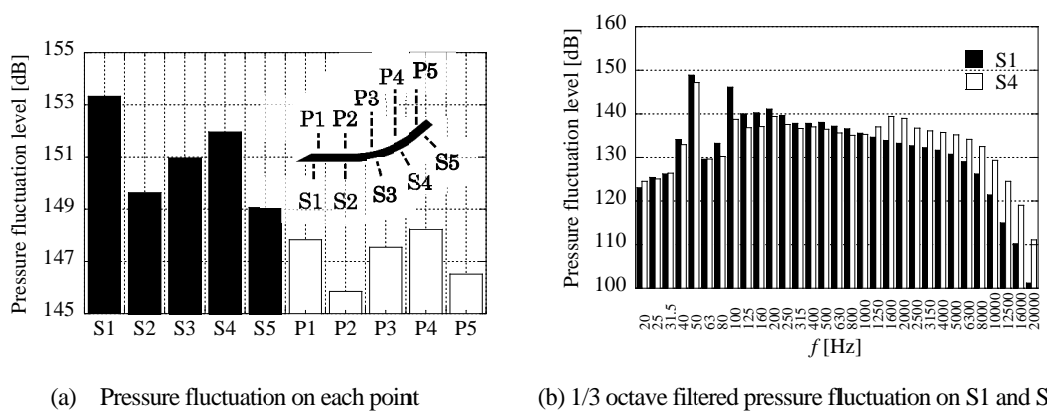 155
153
151
149
147
145
Pressure fluctuation level [dB]
P1 P2 P3 P4 P5
S1 S2 S3 S4 S5
S1 S2 S3 S4 S5 P1 P2 P3 P4 P5
160
150
140
130
120
110
100
Pressure fluctuation level [dB]
S1
S4
20 25 31.5 40 50 63 80 100 125 160 200 250 315 400 500 630 800 1000 1250 1600 2000 2500 3150 4000 5000 6300 8000 10000 12500 16000 20000
f [Hz]
(a) Pressure fluctuation on each point
(b) 1/3 octave filtered pressure fluctuation on S1 and S